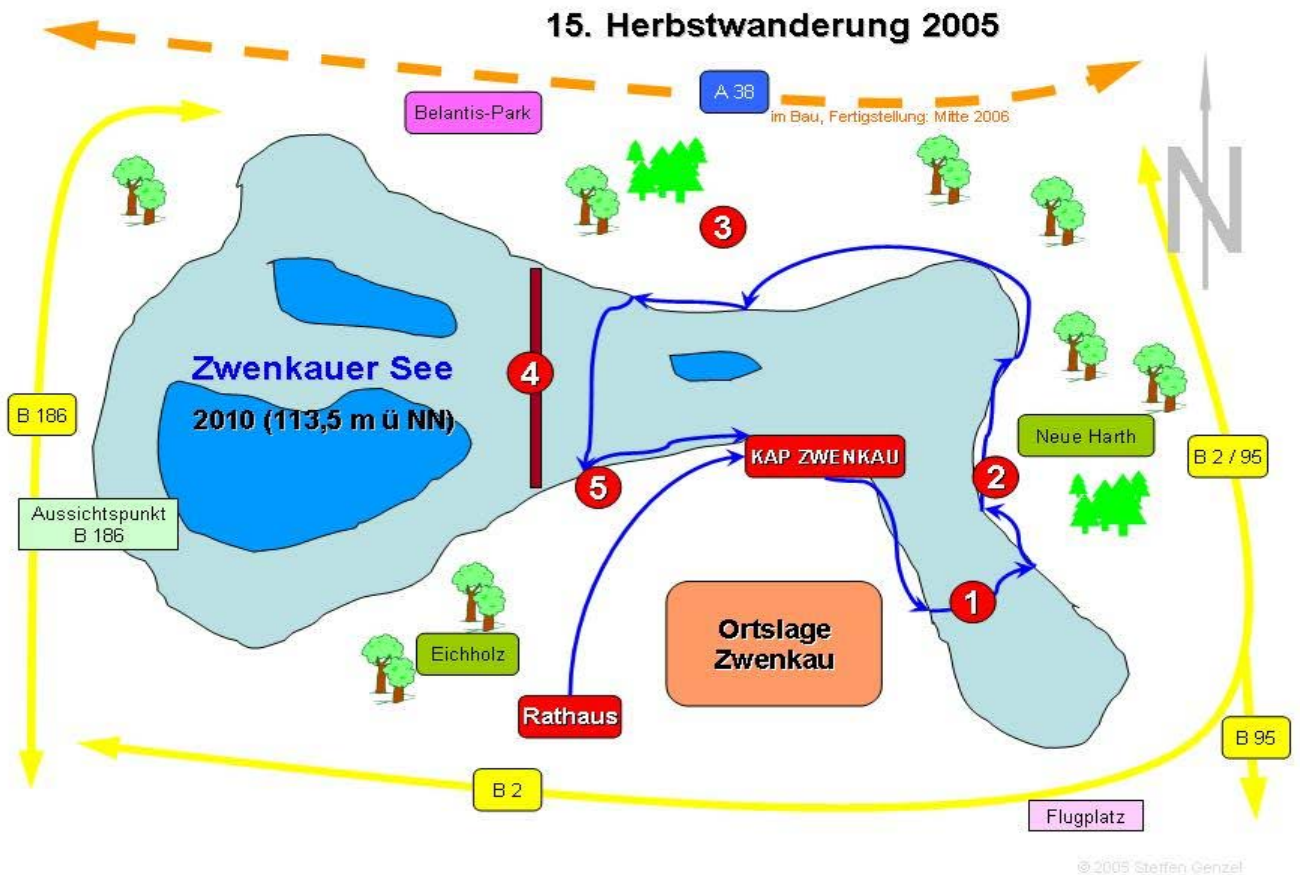 15. Herbstwanderung 2005
A 38
Belantis-Park
im Bau, Fertigstellung: Mitte 2006
N
3
Zwenkauer See
4
2010 (113,5 m ü NN)
B 186
Neue Harth
KAP ZWENKAU
B 2 / 95
2
5
Aussichtspunkt
B 186
1
Ortslage
Zwenkau
Eichholz
Rathaus
B 95
B 2
Flugplatz
© 2005 Steffen Genzel